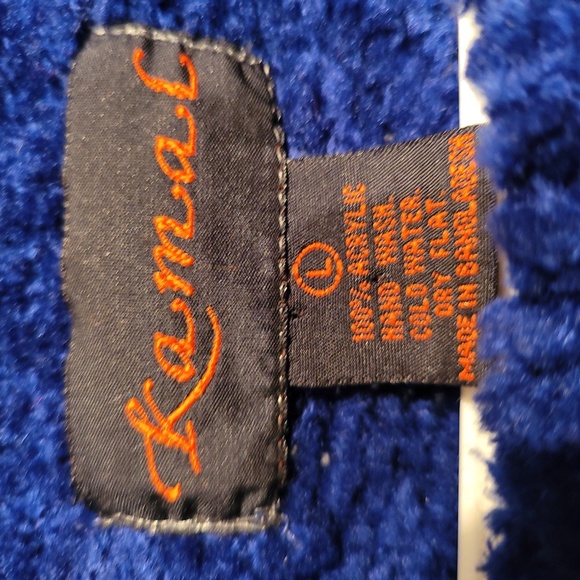 Kamal
L
100% ACRYLIC
HAND WASH.
COLD WATER.
DRY FLAT.
MADE IN BANGLADESH